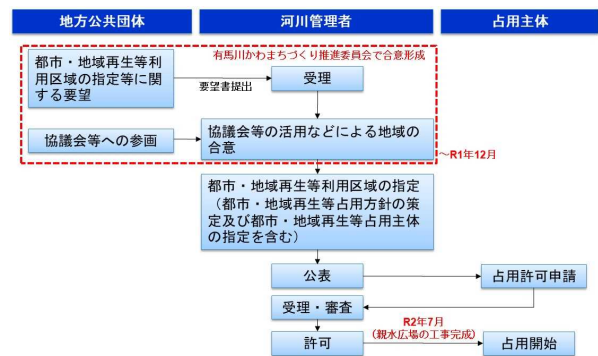 地方公共団体
河川管理者
占用主体
有馬川かわまちづくり推進委員会で合意形成
都市・地域再生等利
用区域の指定等に関
する要望
要望書提出
受理
協議会等への参画
協議会等の活用などによる地域の
合意
～R1年12月
都市・地域再生等利用区域の指定
（都市・地域再生等占用方針の策
定及び都市・地域再生等占用主体
の指定を含む）
公表
占用許可申請
受理・審査
R2年7月
（親水広場の工事完成）
許可
占用開始